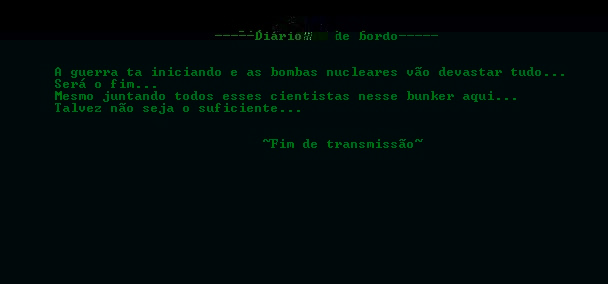 -----Diário de bordo-----
A guerra ta iniciando e as bombas nucleares vão devastar tudo...
Será o fim...
Mesmo juntando todos esses cientistas nesse bunker aqui...
Talvez não seja o suficiente...
~Fim de transmissão~